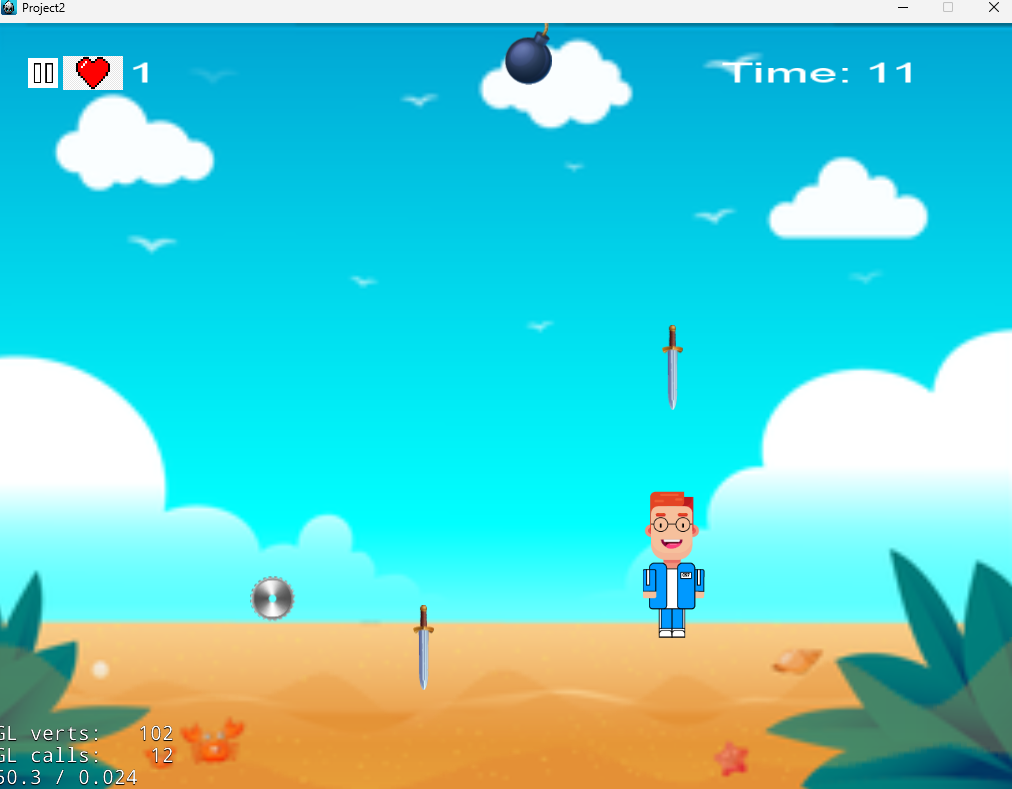 Project2
1
Time: 11
GL verts: 102
GL calls: 12
60.3 / 0.024